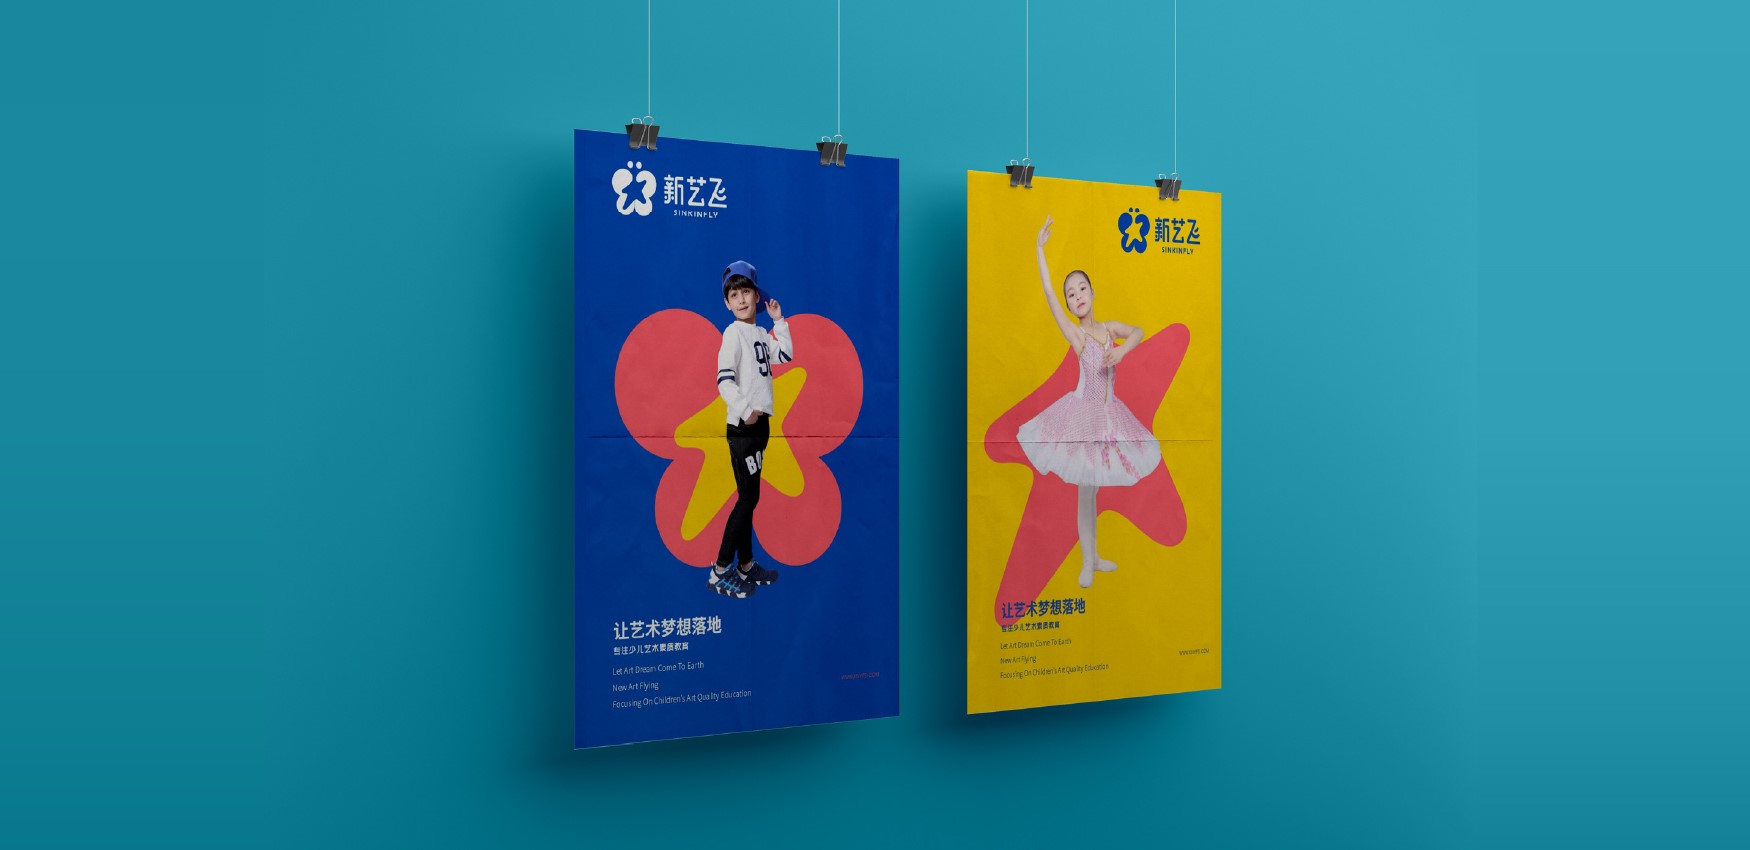 新艺飞
SINKINFLY
98
BO
让艺术梦想落地
专注少儿艺术素质教育
Let Art Dream Come To Earth
New Art Flying
Focusing On Children's Art Quality Education
新艺飞
SINKINFLY
让艺术梦想落地
专注少儿艺术素质教育
Let Art Dream Come To Earth
New Art Flying
Focusing On Children's Art Quality Education